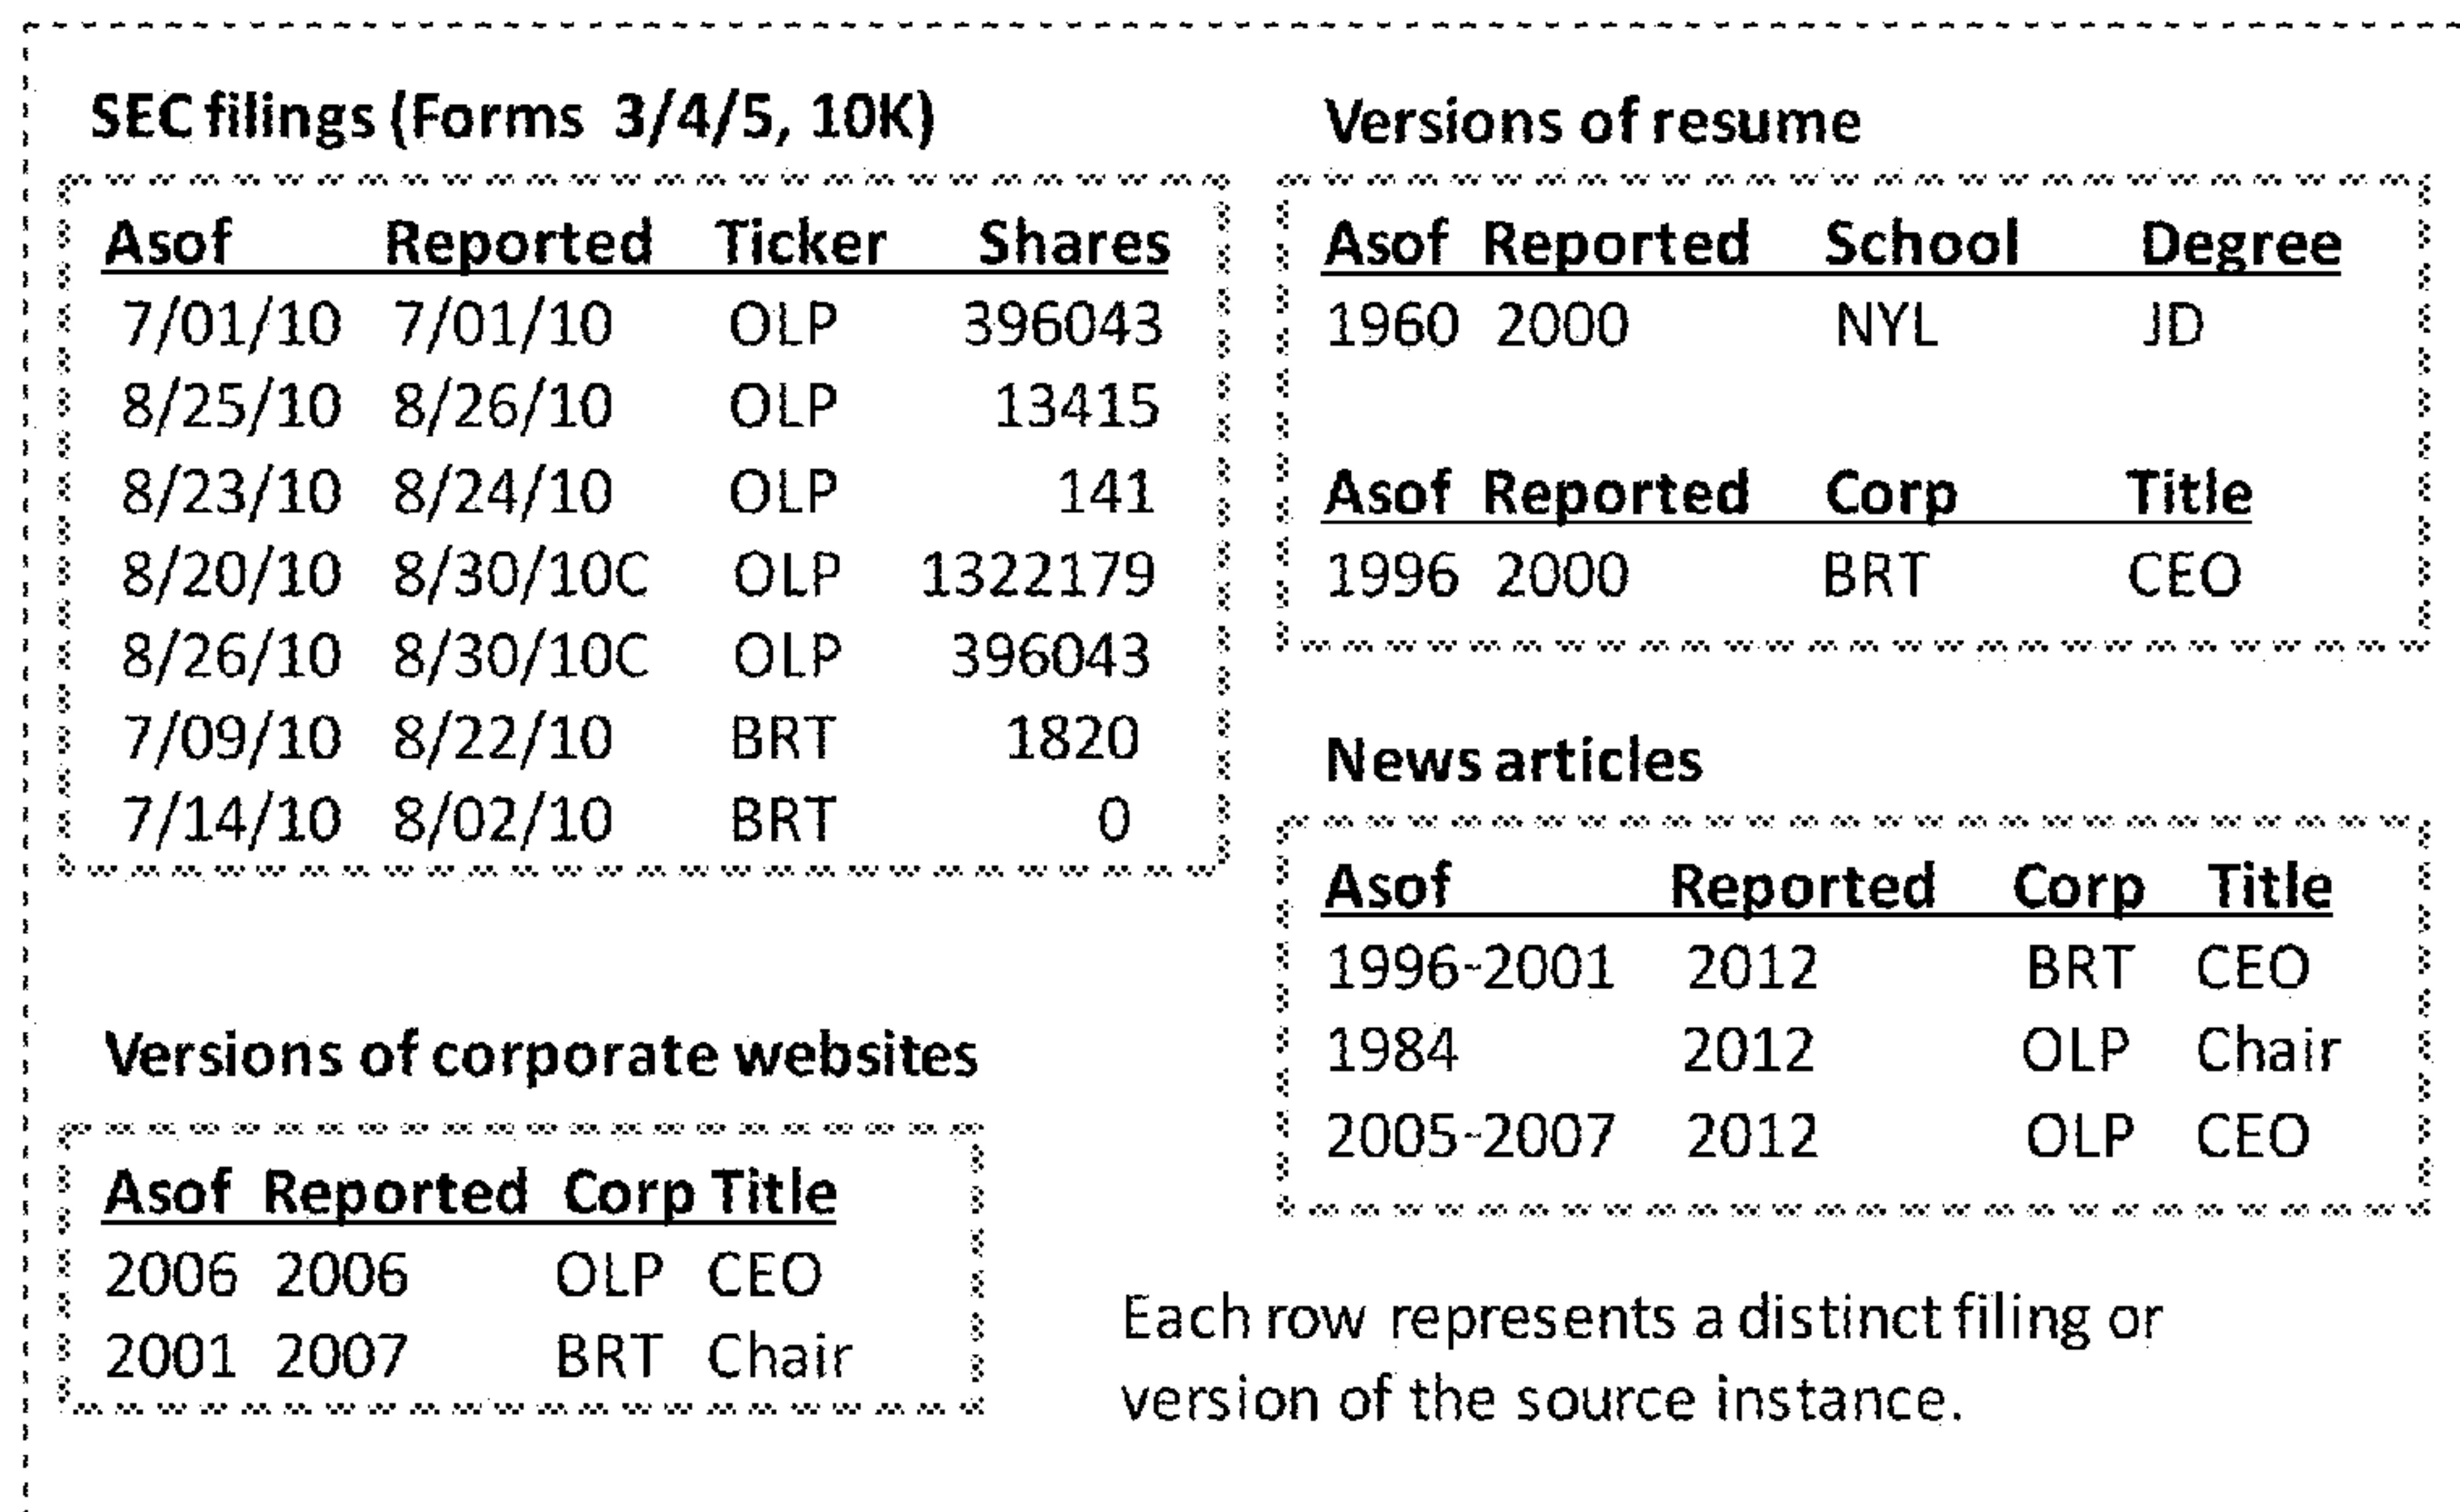 SEC filings (Forms 3/4/5, 10K)
Asof Reported Ticker Shares
7/01/10 7/01/10 OLP 396043
8/25/10 8/26/10 OLP 13415
8/23/10 8/24/10 OLP 141
8/20/10 8/30/10C OLP 1322179
8/26/10 8/30/10C OLP 396043
7/09/10 8/22/10 BRT 1820
7/14/10 8/02/10 BRT 0
Versions of corporate websites
Asof Reported Corp Title
2006 2006 OLP CEO
2001 2007 BRT Chair
Versions of resume
Asof Reported School Degree
1960 2000 NYL JD
Asof Reported Corp Title
1996 2000 BRT CEO
News articles
Asof Reported Corp Title
1996-2001 2012 BRT CEO
1984 2012 OLP Chair
2005-2007 2012 OLP CEO
Each row represents a distinct filing or
version of the source instance.